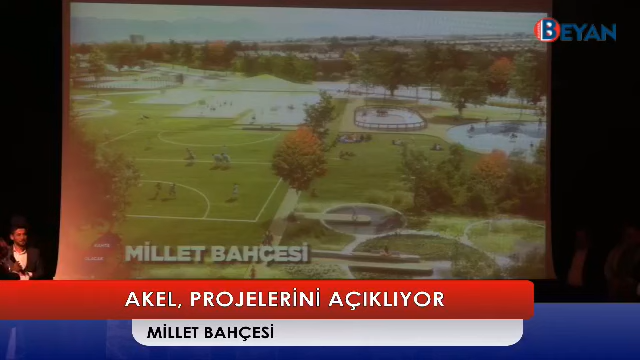 BEYAN
MİLLET BAHÇESİ
AKEL, PROJELERİNİ AÇIKLIYOR
MİLLET BAHÇESİ